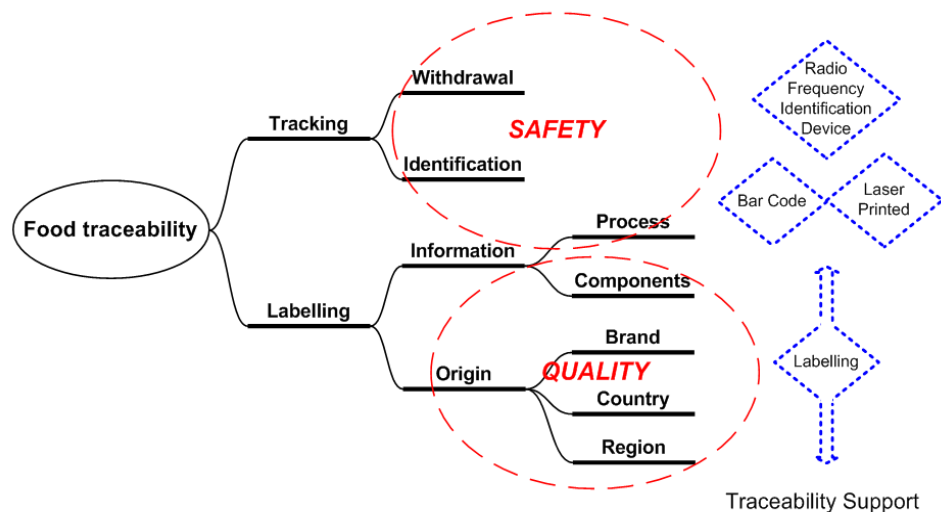 Food traceability
Tracking
Withdrawal
Identification
SAFETY
Labelling
Information
Process
Components
Origin
Brand
QUALITY
Country
Region
Radio
Frequency
Identification
Device
Bar Code
Laser
Printed
Labelling
Traceability Support